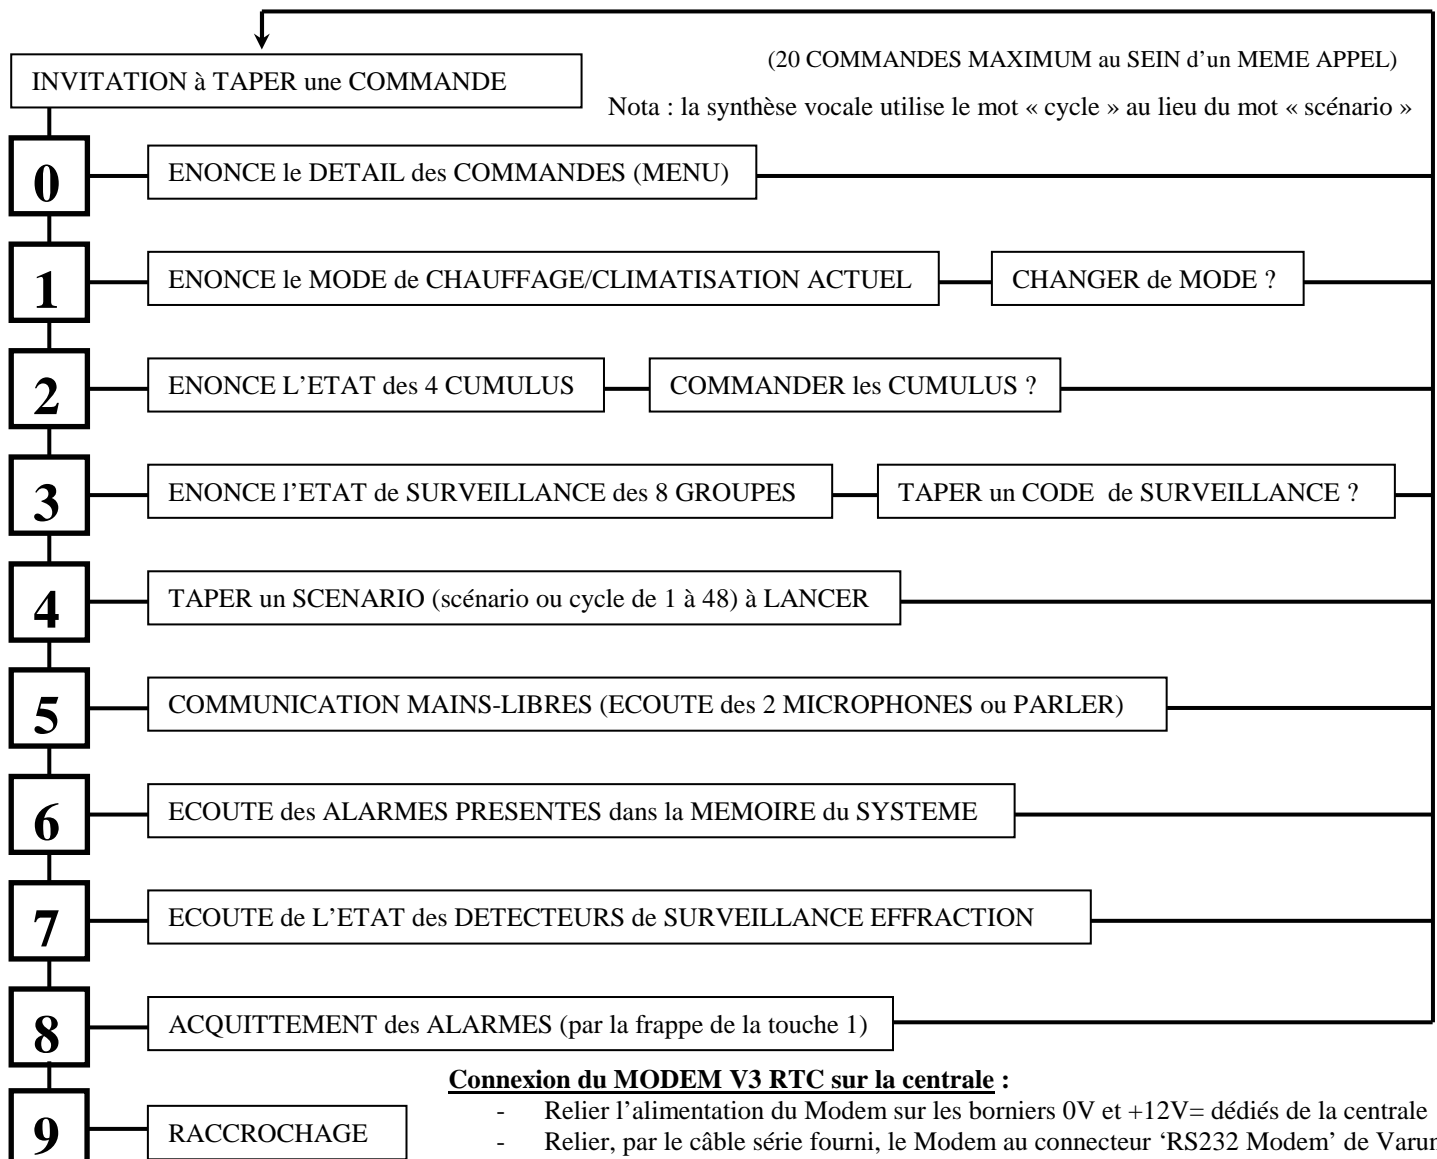 (20 COMMANDES MAXIMUM au SEIN d'un MEME APPEL)
INVITATION à TAPER une COMMANDE
Nota : la synthèse vocale utilise le mot « cycle » au lieu du mot « scénario »
0 ENONCE le DETAIL des COMMANDES (MENU)
1 ENONCE le MODE de CHAUFFAGE/CLIMATISATION ACTUEL CHANGER de MODE ?
2 ENONCE L'ETAT des 4 CUMULUS COMMANDER les CUMULUS ?
3 ENONCE l'ETAT de SURVEILLANCE des 8 GROUPES TAPER un CODE de SURVEILLANCE ?
4 TAPER un SCENARIO (scénario ou cycle de 1 à 48) à LANCER
5 COMMUNICATION MAINS-LIBRES (ECOUTE des 2 MICROPHONES ou PARLER)
6 ECOUTE des ALARMES PRESENTES dans la MEMOIRE du SYSTEME
7 ECOUTE de L'ETAT des DETECTEURS de SURVEILLANCE EFFRACTION
8 ACQUITTEMENT des ALARMES (par la frappe de la touche 1)
9 RACCROCHAGE
Connexion du MODEM V3 RTC sur la centrale :
- Relier l'alimentation du Modem sur les borniers 0V et +12V= dédiés de la centrale
- Relier, par le câble série fourni, le Modem au connecteur 'RS232 Modem' de